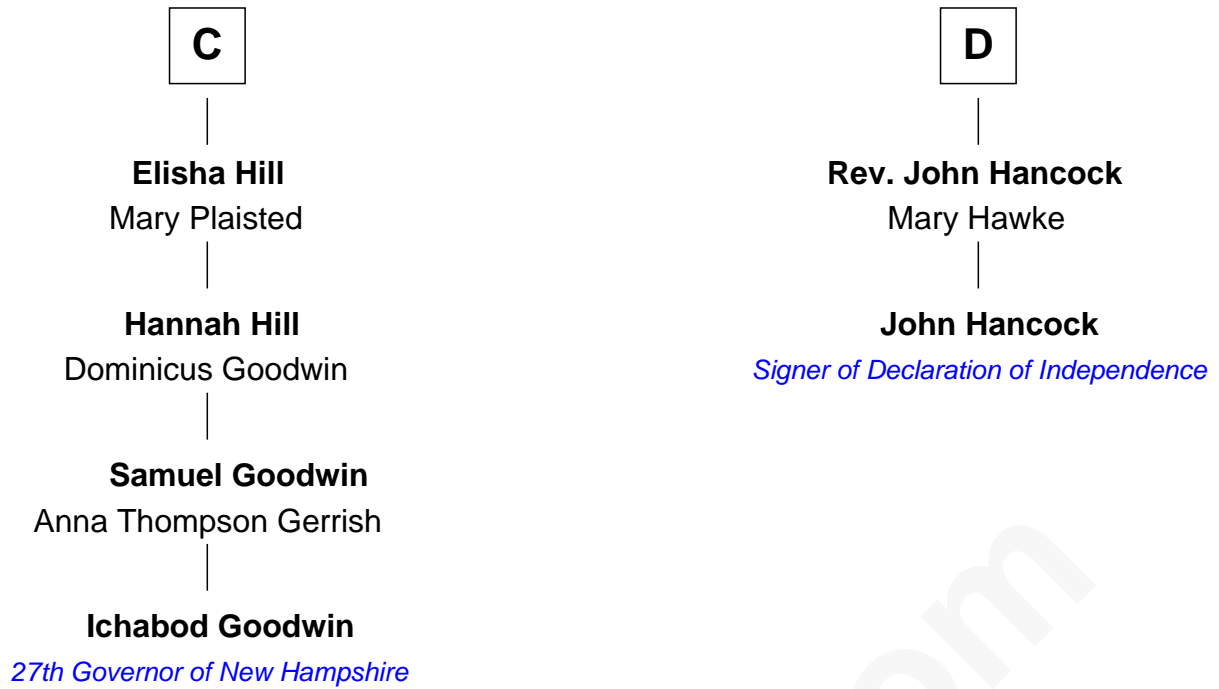 C
Elisha Hill
Mary Plaisted
Hannah Hill
Dominicus Goodwin
Samuel Goodwin
Anna Thompson Gerrish
Ichabod Goodwin
27th Governor of New Hampshire
D
Rev. John Hancock
Mary Hawke
John Hancock
Signer of Declaration of Independence